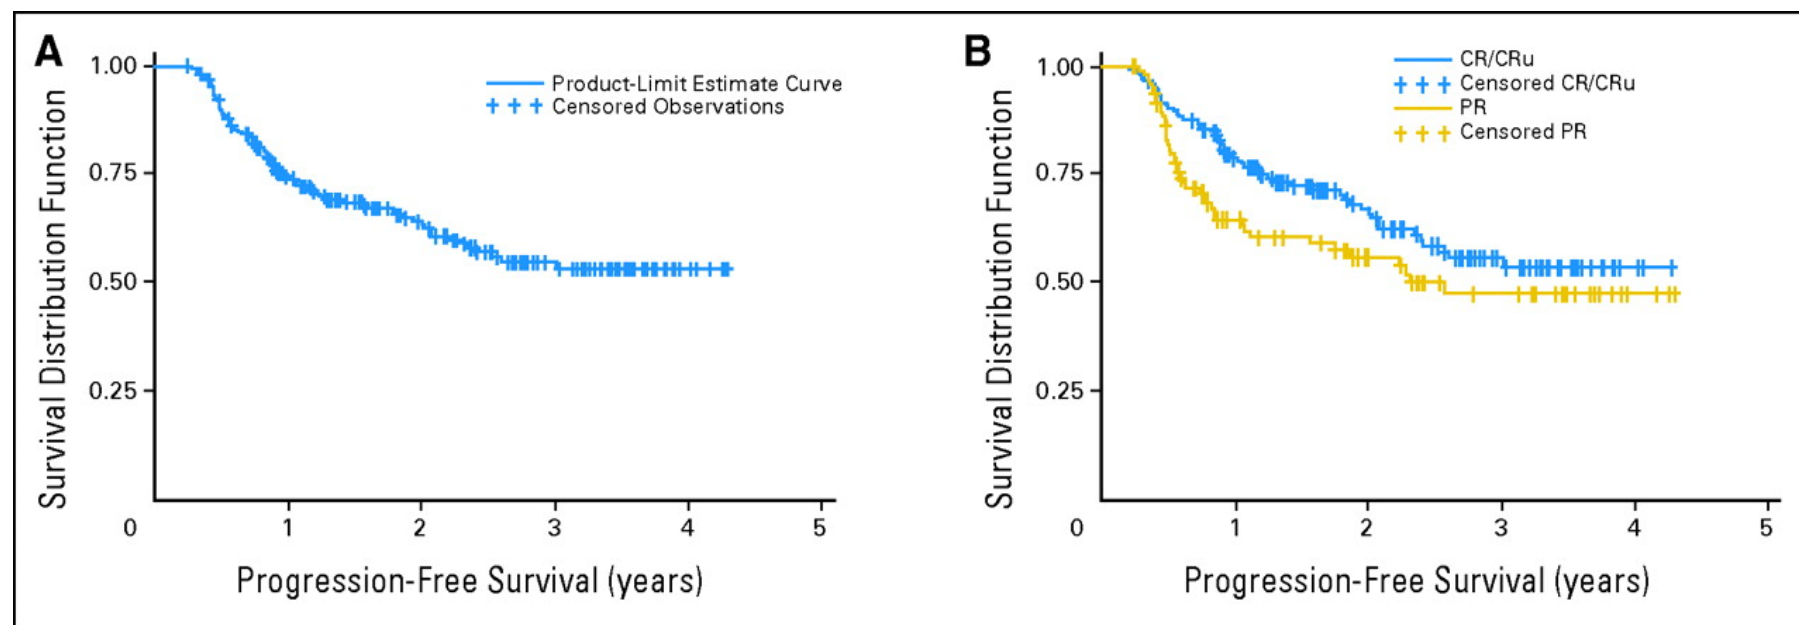 A
1.00
0.75
0.50
0.25
0
1 2 3 4 5
Survival Distribution Function
Progression-Free Survival (years)
Product-Limit Estimate Curve
Censored Observations
B
1.00
0.75
0.50
0.25
0
1 2 3 4 5
Survival Distribution Function
Progression-Free Survival (years)
CR/CRu
Censored CR/CRu
PR
Censored PR